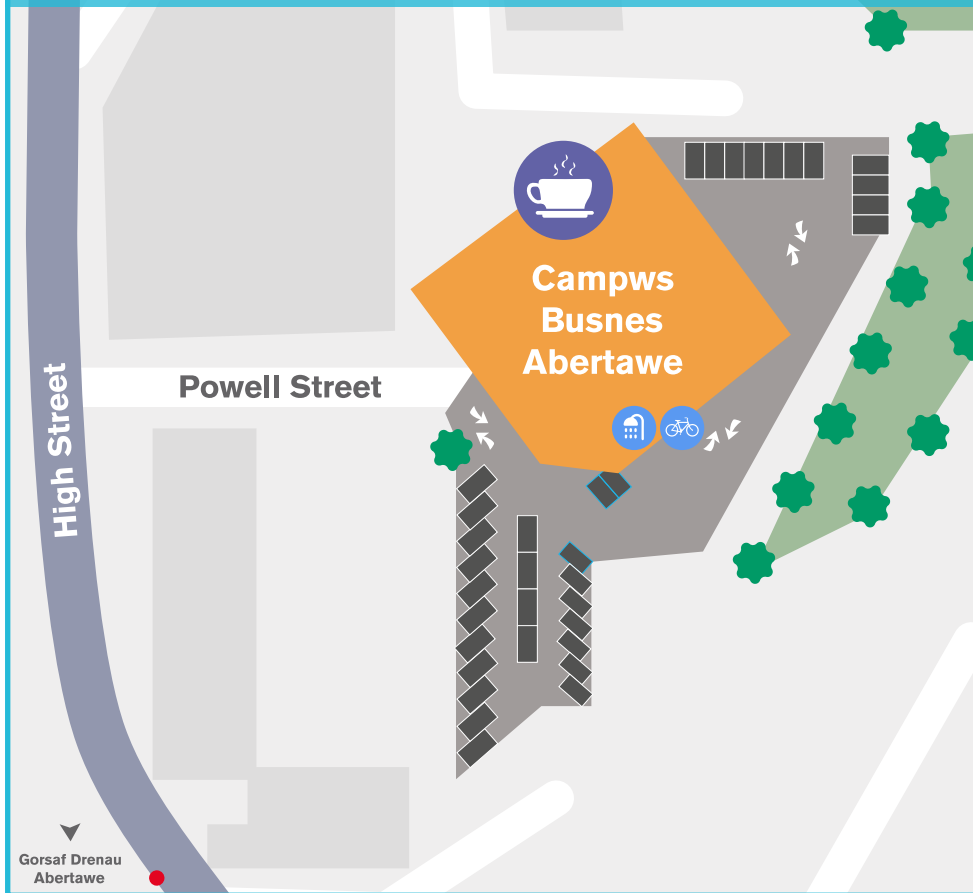 Campws
Busnes
Abertawe
Powell Street
High Street
Gorsaf Drenau
Abertawe